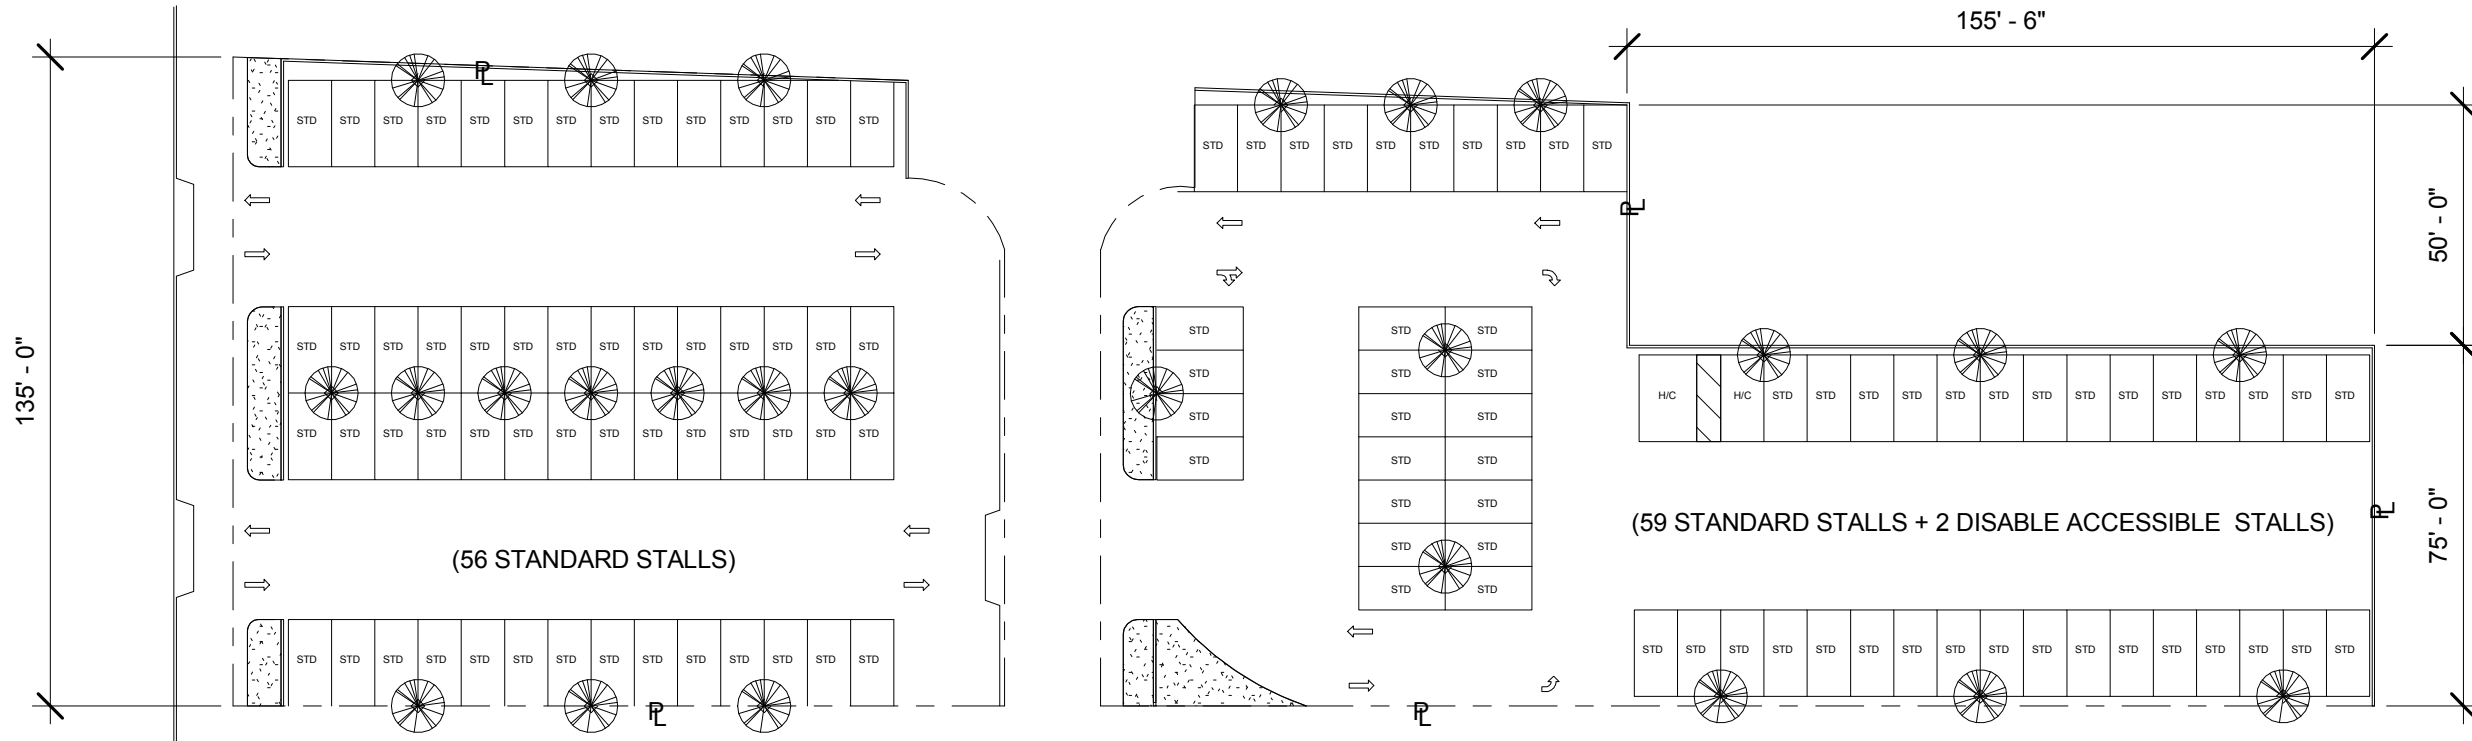 155' - 6"
PL
STD STD STD STD STD STD STD STD STD STD STD STD STD STD
STD STD STD STD STD STD STD STD STD STD
PL
50' - 0"
135' - 0"
STD STD STD STD STD STD STD STD STD STD STD STD STD STD
STD STD STD STD STD STD STD STD STD STD STD STD STD STD
(56 STANDARD STALLS)
STD STD STD STD STD STD STD STD STD STD STD STD STD STD
PL
STD
STD
STD
STD
STD STD
STD STD
STD STD
STD STD
STD STD
STD STD
STD STD
PL
H/C H/C STD STD STD STD STD STD STD STD STD STD STD STD STD STD
(59 STANDARD STALLS + 2 DISABLE ACCESSIBLE STALLS)
PL
75' - 0"
STD STD STD STD STD STD STD STD STD STD STD STD STD STD STD STD STD